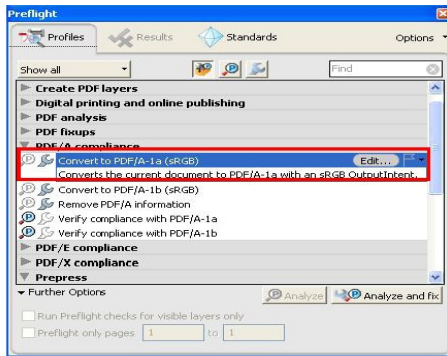 Preflight
Profiles Results Standards Options
Show all Find
Create PDF layers
Digital printing and online publishing
PDF analysis
PDF fixups
PDF/A compliance
Convert to PDF/A-1a (sRGB) Edit...
Converts the current document to PDF/A-1a with an sRGB OutputIntent.
Convert to PDF/A-1b (sRGB)
Remove PDF/A information
Verify compliance with PDF/A-1a
Verify compliance with PDF/A-1b
PDF/E compliance
PDF/X compliance
Prepress
Further Options Analyze Analyze and fix
Run Preflight checks for visible layers only
Preflight only pages 1 to 1